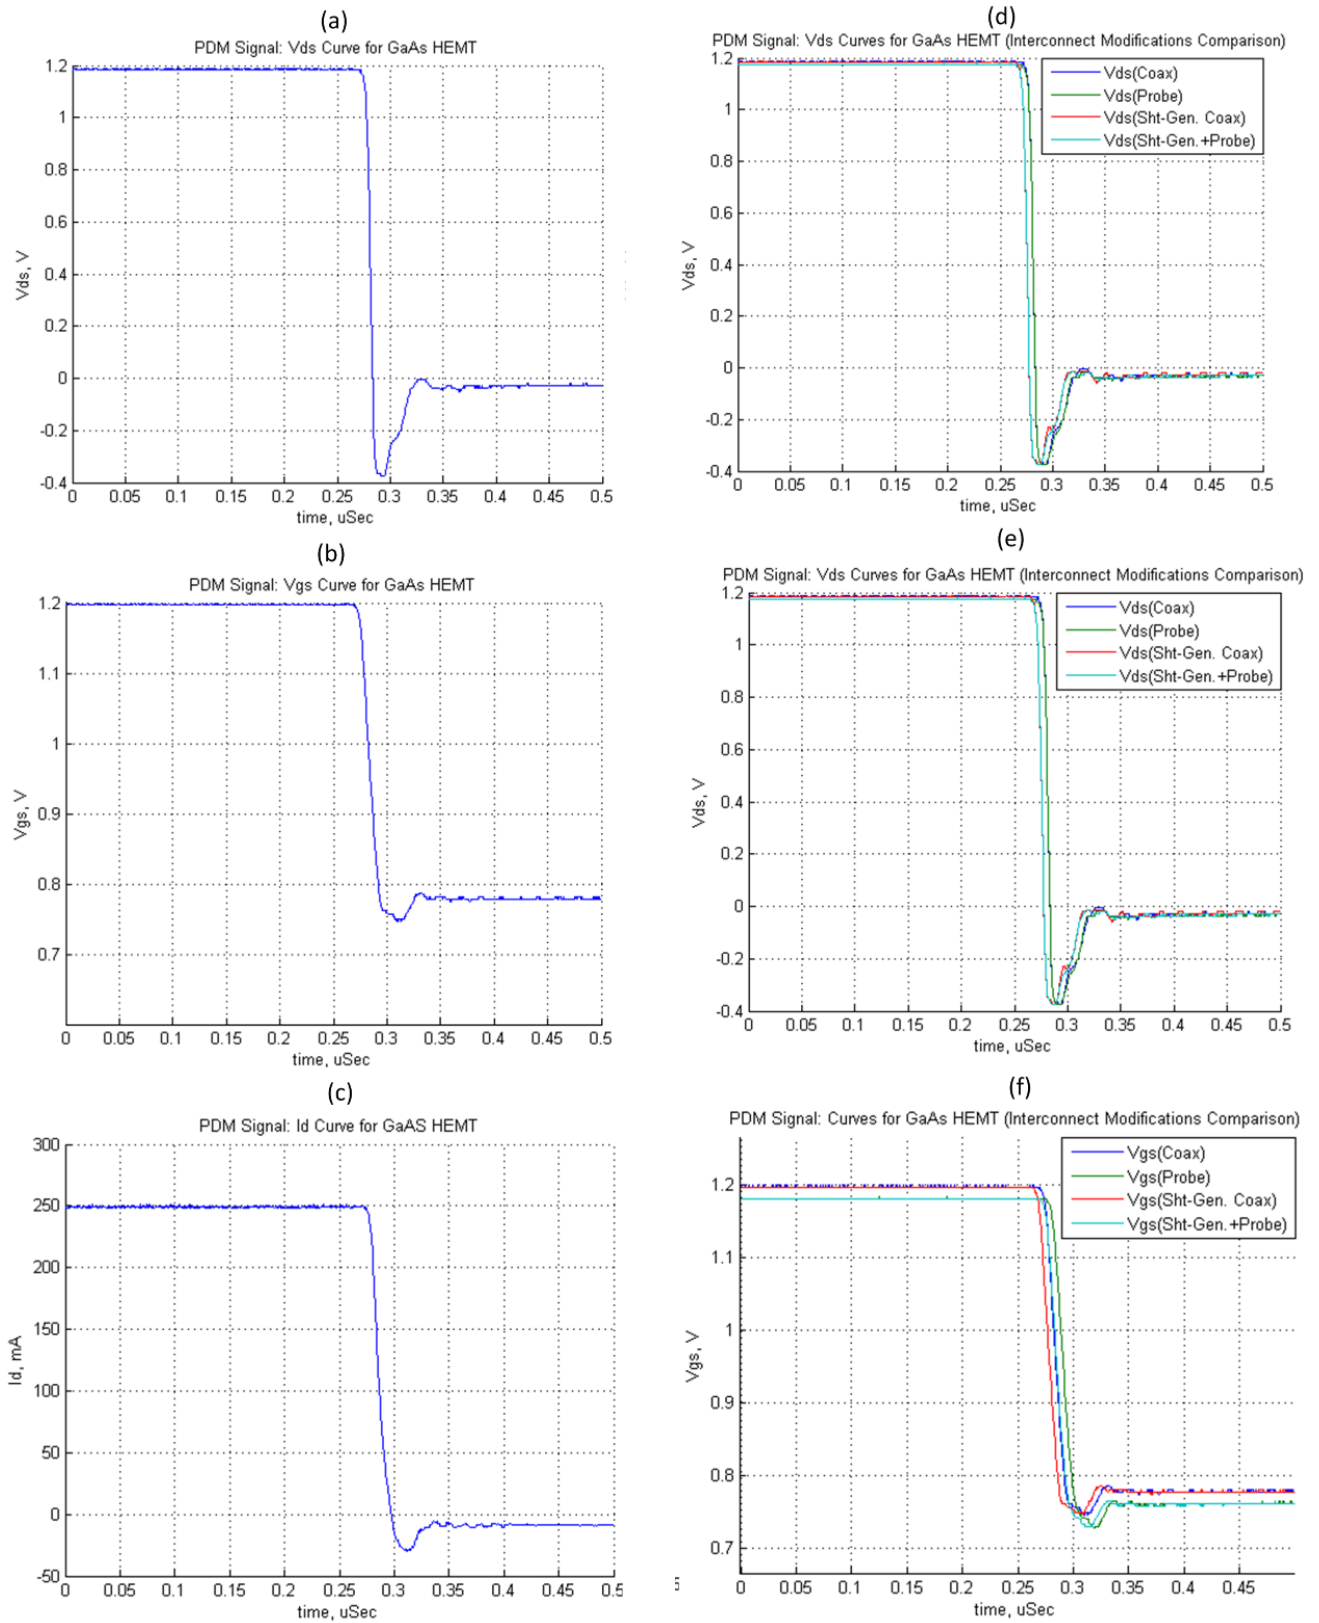 (a)
PDM Signal: Vds Curve for GaAs HEMT
1.2
1
0.8
0.6
0.4
0.2
0
-0.2
-0.4
Vds, V
0 0.05 0.1 0.15 0.2 0.25 0.3 0.35 0.4 0.45 0.5
time, uSec
(b)
PDM Signal: Vgs Curve for GaAs HEMT
1.2
1.1
1
0.9
0.8
0.7
Vgs, V
0 0.05 0.1 0.15 0.2 0.25 0.3 0.35 0.4 0.45 0.5
time, uSec
(c)
PDM Signal: Id Curve for GaAS HEMT
300
250
200
150
100
50
0
-50
Id, mA
0 0.05 0.1 0.15 0.2 0.25 0.3 0.35 0.4 0.45 0.5
time, uSec
(d)
PDM Signal: Vds Curves for GaAs HEMT (Interconnect Modifications Comparison)
Vds(Coax)
Vds(Probe)
Vds(Sht-Gen. Coax)
Vds(Sht-Gen.+Probe)
1.2
1
0.8
0.6
0.4
0.2
0
-0.2
-0.4
Vds, V
0 0.05 0.1 0.15 0.2 0.25 0.3 0.35 0.4 0.45 0.5
time, uSec
(e)
PDM Signal: Vds Curves for GaAs HEMT (Interconnect Modifications Comparison)
Vds(Coax)
Vds(Probe)
Vds(Sht-Gen. Coax)
Vds(Sht-Gen.+Probe)
1.2
1
0.8
0.6
0.4
0.2
0
-0.2
-0.4
Vds, V
0 0.05 0.1 0.15 0.2 0.25 0.3 0.35 0.4 0.45 0.5
time, uSec
(f)
PDM Signal: Curves for GaAs HEMT (Interconnect Modifications Comparison)
Vgs(Coax)
Vgs(Probe)
Vgs(Sht-Gen. Coax)
Vgs(Sht-Gen.+Probe)
1.2
1.1
1
0.9
0.8
0.7
Vgs, V
0 0.05 0.1 0.15 0.2 0.25 0.3 0.35 0.4 0.45
time, uSec